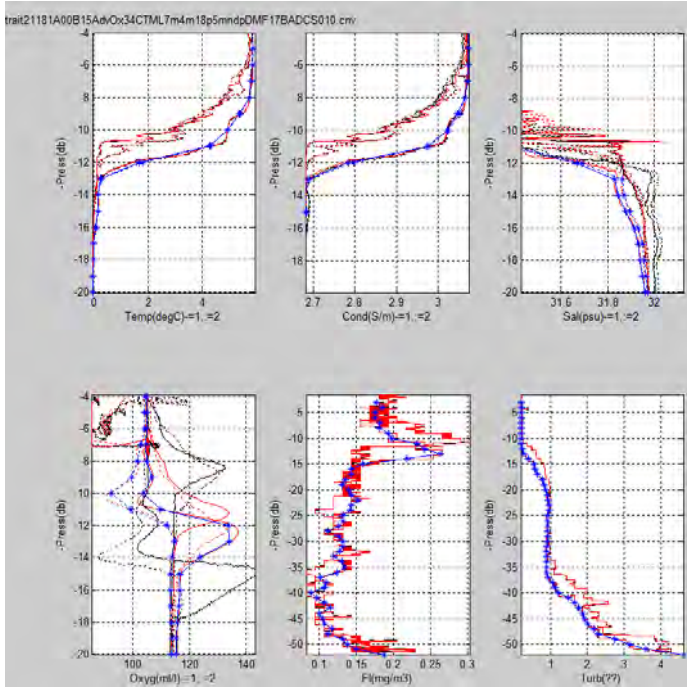 trait21181A00B15AdvOx34CTML7m4m18p5mndpDMF17BADCS010.cnv
-4
-6
-8
-10
-12
-14
-16
-18
-20
-Press(db)
0 2 4
Temp(degC)-=1, :=2
-4
-6
-8
-10
-12
-14
-16
-18
-Press(db)
2.7 2.8 2.9 3
Cond(S/m)-=1, :=2
-4
-6
-8
-10
-12
-14
-16
-18
-20
-Press(db)
31.6 31.8 32
Sal(psu)-=1, :=2
-4
-6
-8
-10
-12
-14
-16
-18
-20
-Press(db)
100 120 140
Oxyg(ml/l)-=1, :=2
-5
-10
-15
-20
-25
-30
-35
-40
-45
-50
-Press(db)
0.1 0.15 0.2 0.25 0.3
Fl(mg/m3)
-5
-10
-15
-20
-25
-30
-35
-40
-45
-50
-Press(db)
1 2 3 4
Turb(??)